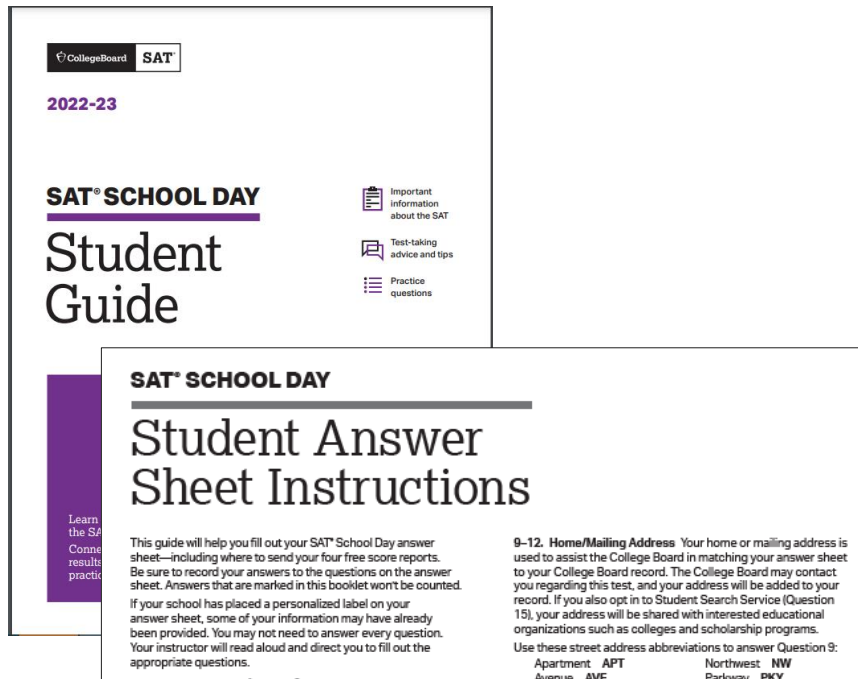 CollegeBoard SAT®
2022-23
SAT® SCHOOL DAY
Student
Guide
Important
information
about the SAT
Test-taking
advice and tips
Practice
questions
Learn
the SA
Conne
results
practic
SAT® SCHOOL DAY
Student Answer
Sheet Instructions
This guide will help you fill out your SAT® School Day answer
sheet—including where to send your four free score reports.
Be sure to record your answers to the questions on the answer
sheet. Answers that are marked in this booklet won't be counted.
If your school has placed a personalized label on your
answer sheet, some of your information may have already
been provided. You may not need to answer every question.
Your instructor will read aloud and direct you to fill out the
appropriate questions.
9–12. Home/Mailing Address Your home or mailing address is
used to assist the College Board in matching your answer sheet
to your College Board record. The College Board may contact
you regarding this test, and your address will be added to your
record. If you also opt in to Student Search Service (Question
15), your address will be shared with interested educational
organizations such as colleges and scholarship programs.
Use these street address abbreviations to answer Question 9:
Apartment APT Northwest NW
Avenue AVE Parkway PKY